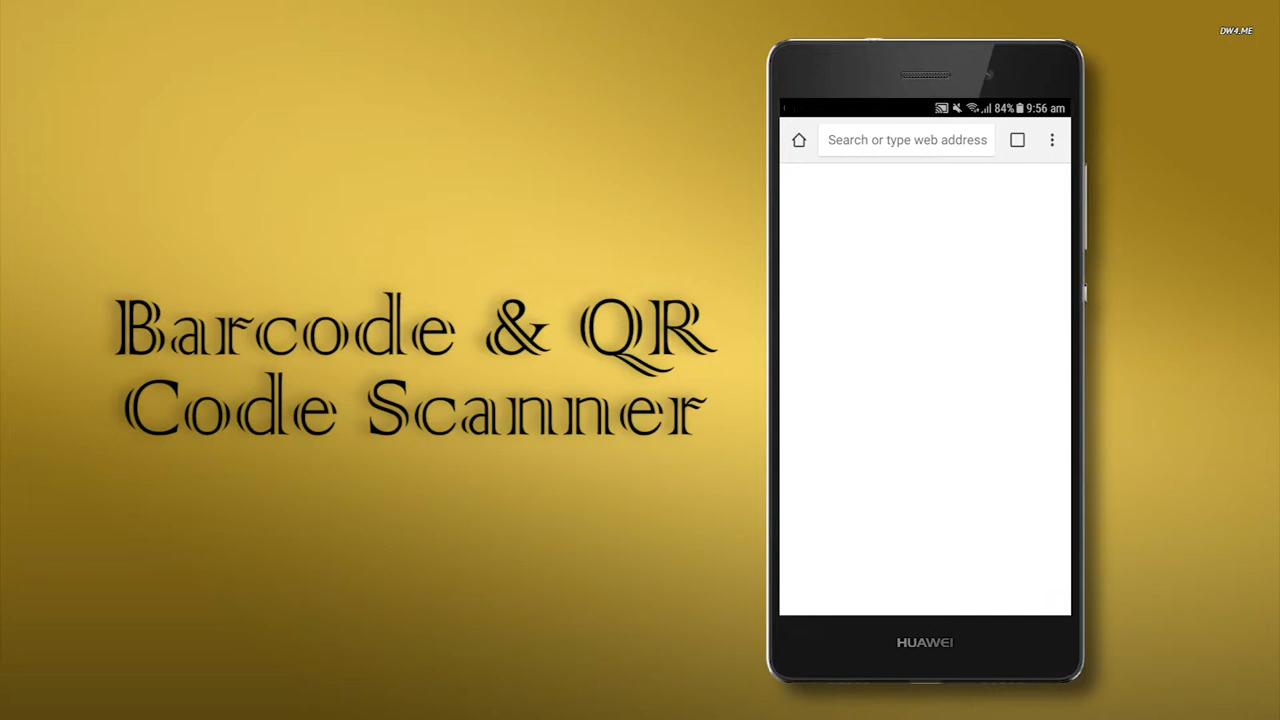 DW4.ME
84% 9:56 am
Search or type web address
Barcode & QR
Code Scanner
HUAWEI